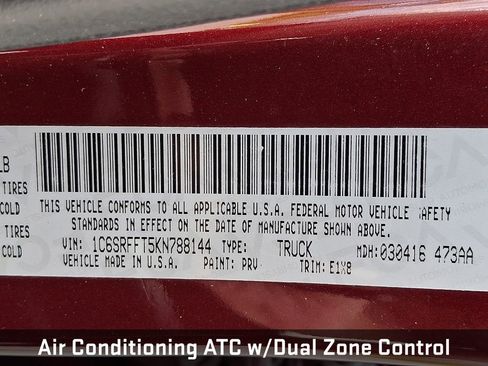 LB
TIRES
COLD
TIRES
COLD
THIS VEHICLE CONFORMS TO ALL APPLICABLE U.S.A. FEDERAL MOTOR VEHICLE SAFETY
STANDARDS IN EFFECT ON THE DATE OF MANUFACTURE SHOWN ABOVE.
VIN: 1C6SRFFT5KN788144 TYPE: TRUCK MDH:030416 473AA
VEHICLE MADE IN U.S.A. PAINT: PRV TRIM: E1X8
Air Conditioning ATC w/Dual Zone Control